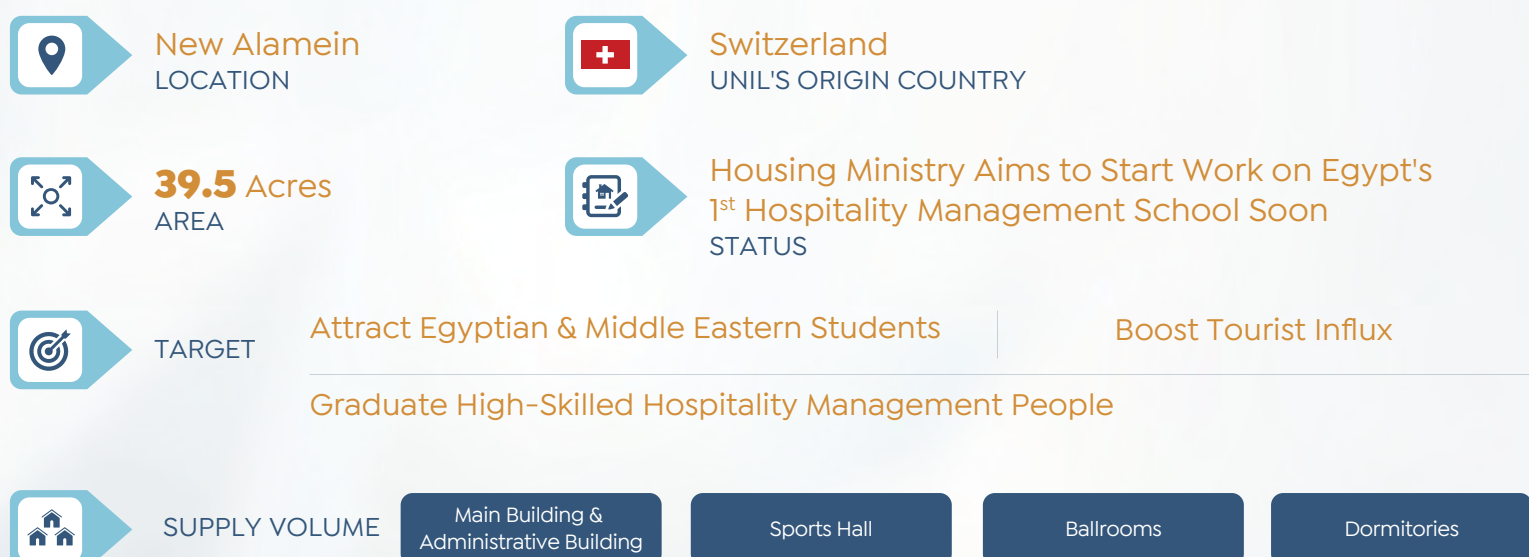 New Alamein
LOCATION
Switzerland
UNIL'S ORIGIN COUNTRY
39.5 Acres
AREA
Housing Ministry Aims to Start Work on Egypt's
1st Hospitality Management School Soon
STATUS
TARGET
Attract Egyptian & Middle Eastern Students
Boost Tourist Influx
Graduate High-Skilled Hospitality Management People
SUPPLY VOLUME
Main Building &
Administrative Building
Sports Hall
Ballrooms
Dormitories